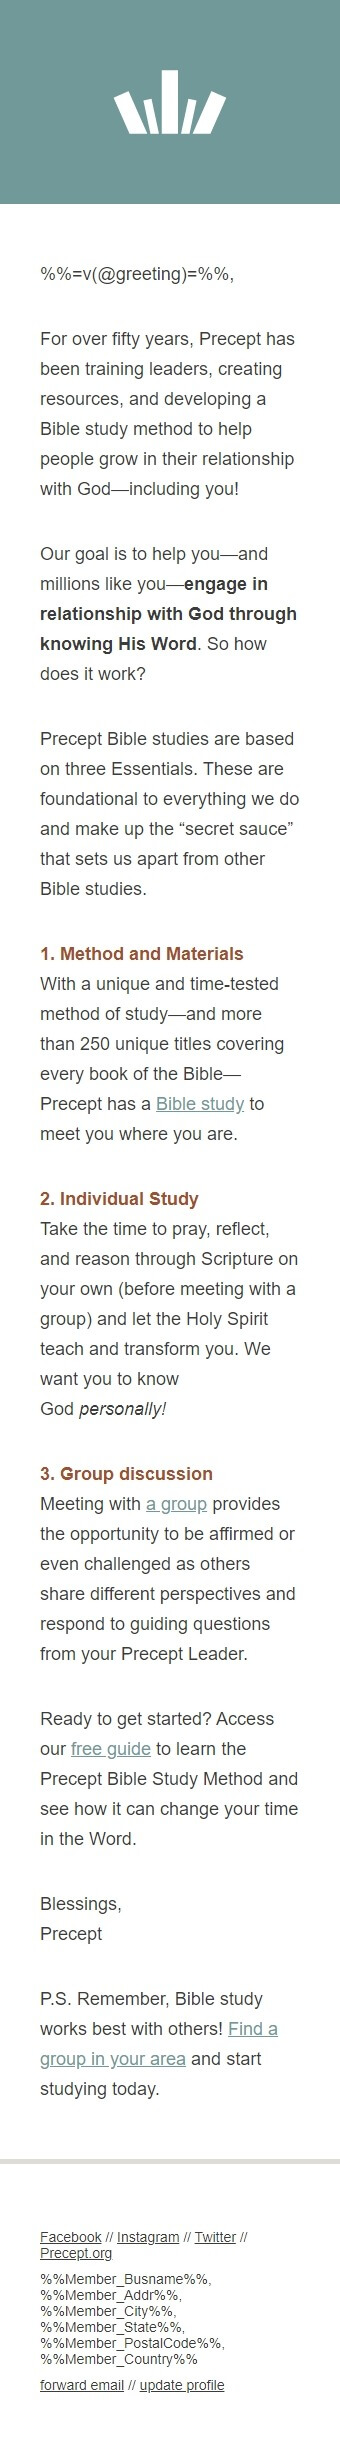 %%=v(@greeting)=%%,
For over fifty years, Precept has
been training leaders, creating
resources, and developing a
Bible study method to help
people grow in their relationship
with God—including you!
Our goal is to help you—and
millions like you—engage in
relationship with God through
knowing His Word. So how
does it work?
Precept Bible studies are based
on three Essentials. These are
foundational to everything we do
and make up the “secret sauce”
that sets us apart from other
Bible studies.
1. Method and Materials
With a unique and time-tested
method of study—and more
than 250 unique titles covering
every book of the Bible—
Precept has a Bible study to
meet you where you are.
2. Individual Study
Take the time to pray, reflect,
and reason through Scripture on
your own (before meeting with a
group) and let the Holy Spirit
teach and transform you. We
want you to know
God personally!
3. Group discussion
Meeting with a group provides
the opportunity to be affirmed or
even challenged as others
share different perspectives and
respond to guiding questions
from your Precept Leader.
Ready to get started? Access
our free guide to learn the
Precept Bible Study Method and
see how it can change your time
in the Word.
Blessings,
Precept
P.S. Remember, Bible study
works best with others! Find a
group in your area and start
studying today.
Facebook // Instagram // Twitter //
Precept.org
%%Member_Busname%%,
%%Member_Addr%%,
%%Member_City%%,
%%Member_State%%,
%%Member_PostalCode%%,
%%Member_Country%%
forward email // update profile